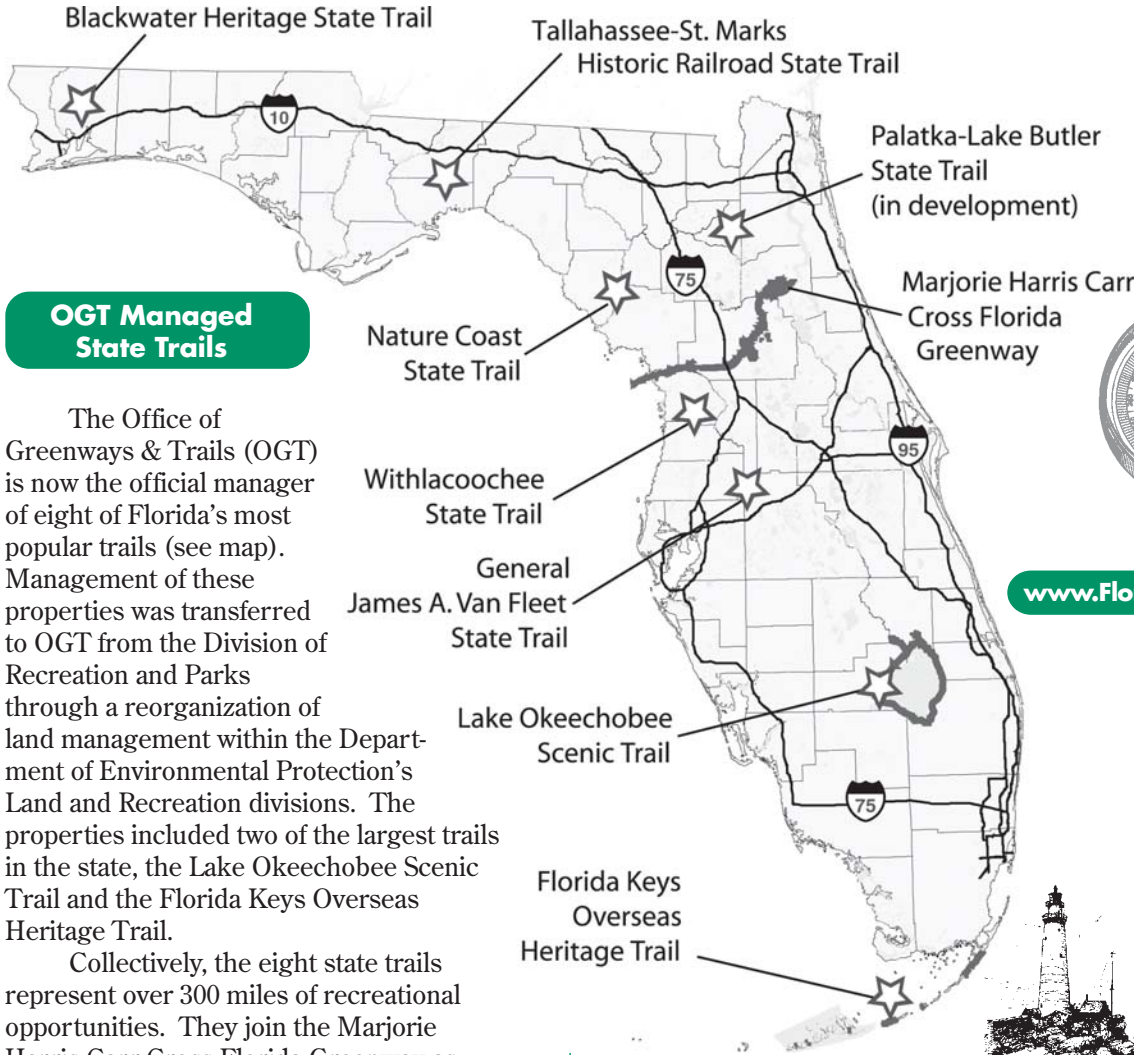 Blackwater Heritage State Trail
Tallahassee-St. Marks
Historic Railroad State Trail
10
Palatka-Lake Butler
State Trail
(in development)
75
Marjorie Harris Carr
Cross Florida
Greenway
Nature Coast
State Trail
95
Withlacoochee
State Trail
General
James A. Van Fleet
State Trail
Lake Okeechobee
Scenic Trail
75
Florida Keys
Overseas
Heritage Trail
www.Flo
OGT Managed
State Trails
The Office of
Greenways & Trails (OGT)
is now the official manager
of eight of Florida’s most
popular trails (see map).
Management of these
properties was transferred
to OGT from the Division of
Recreation and Parks
through a reorganization of
land management within the Depart-
ment of Environmental Protection’s
Land and Recreation divisions.  The
properties included two of the largest trails
in the state, the Lake Okeechobee Scenic
Trail and the Florida Keys Overseas
Heritage Trail.
Collectively, the eight state trails
represent over 300 miles of recreational
opportunities.  They join the Marjorie
Harris Carr Cross Florida Greenway as